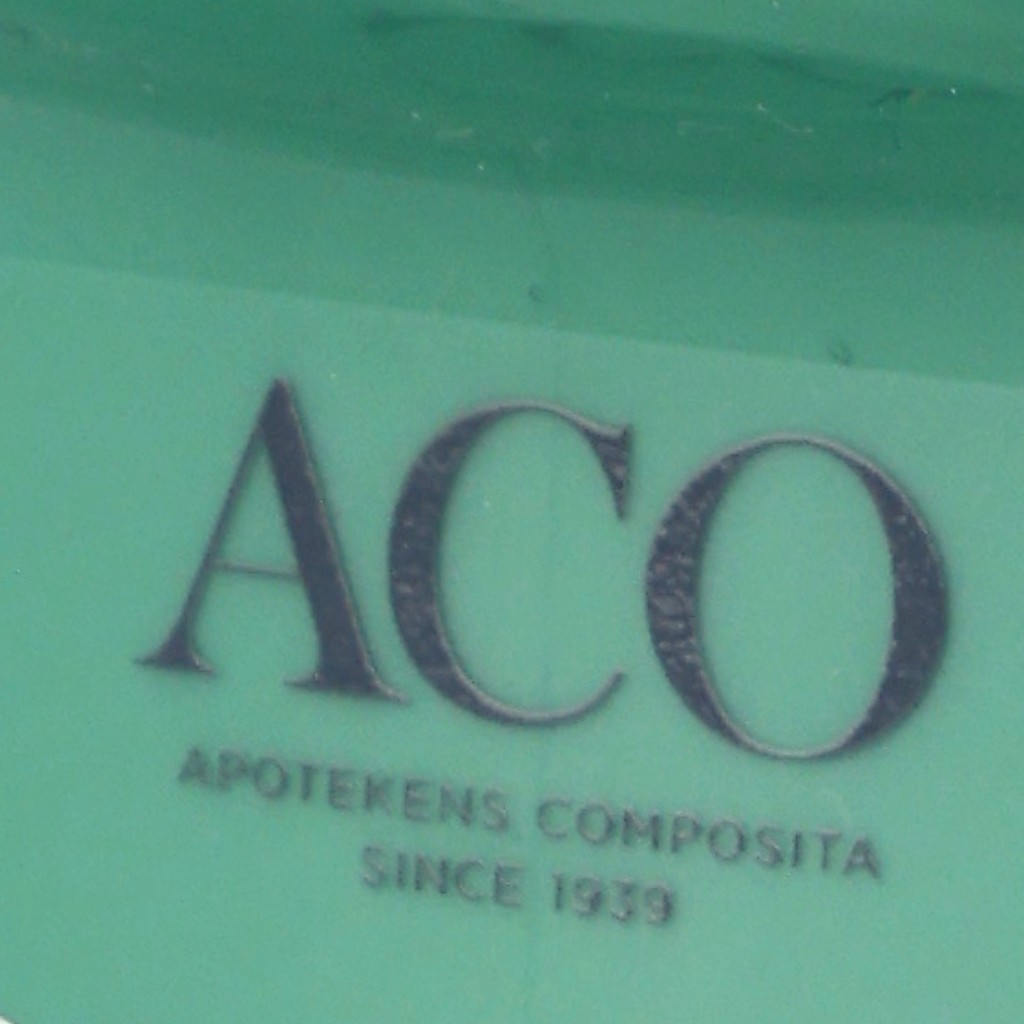 ACO
APOTEKENS COMPOSITA
SINCE 1939